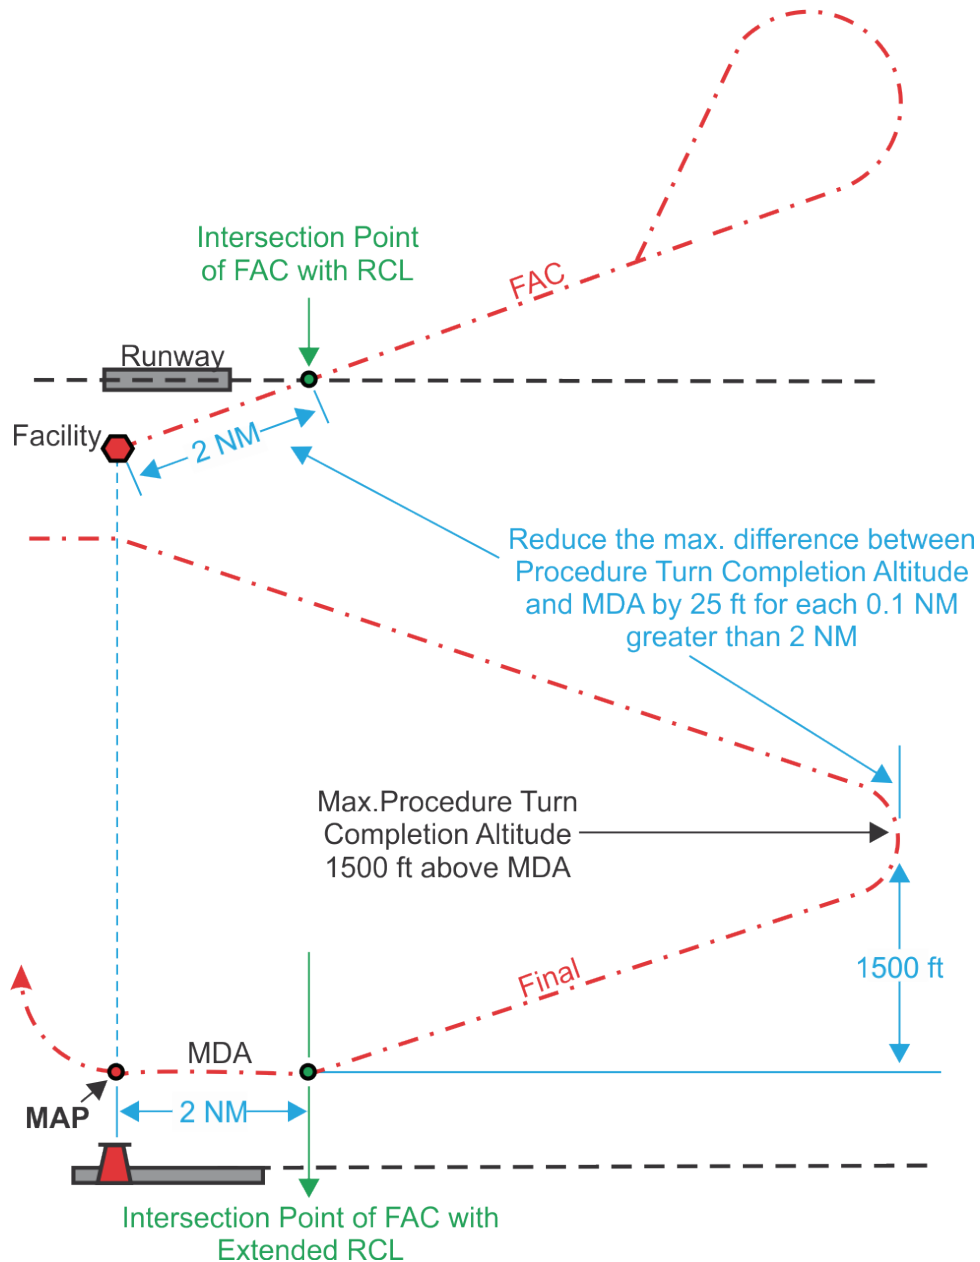 Intersection Point
of FAC with RCL
FAC
Runway
Facility
2 NM
Reduce the max. difference between
Procedure Turn Completion Altitude
and MDA by 25 ft for each 0.1 NM
greater than 2 NM
Max.Procedure Turn
Completion Altitude
1500 ft above MDA
Final
1500 ft
MDA
MAP
2 NM
Intersection Point of FAC with
Extended RCL